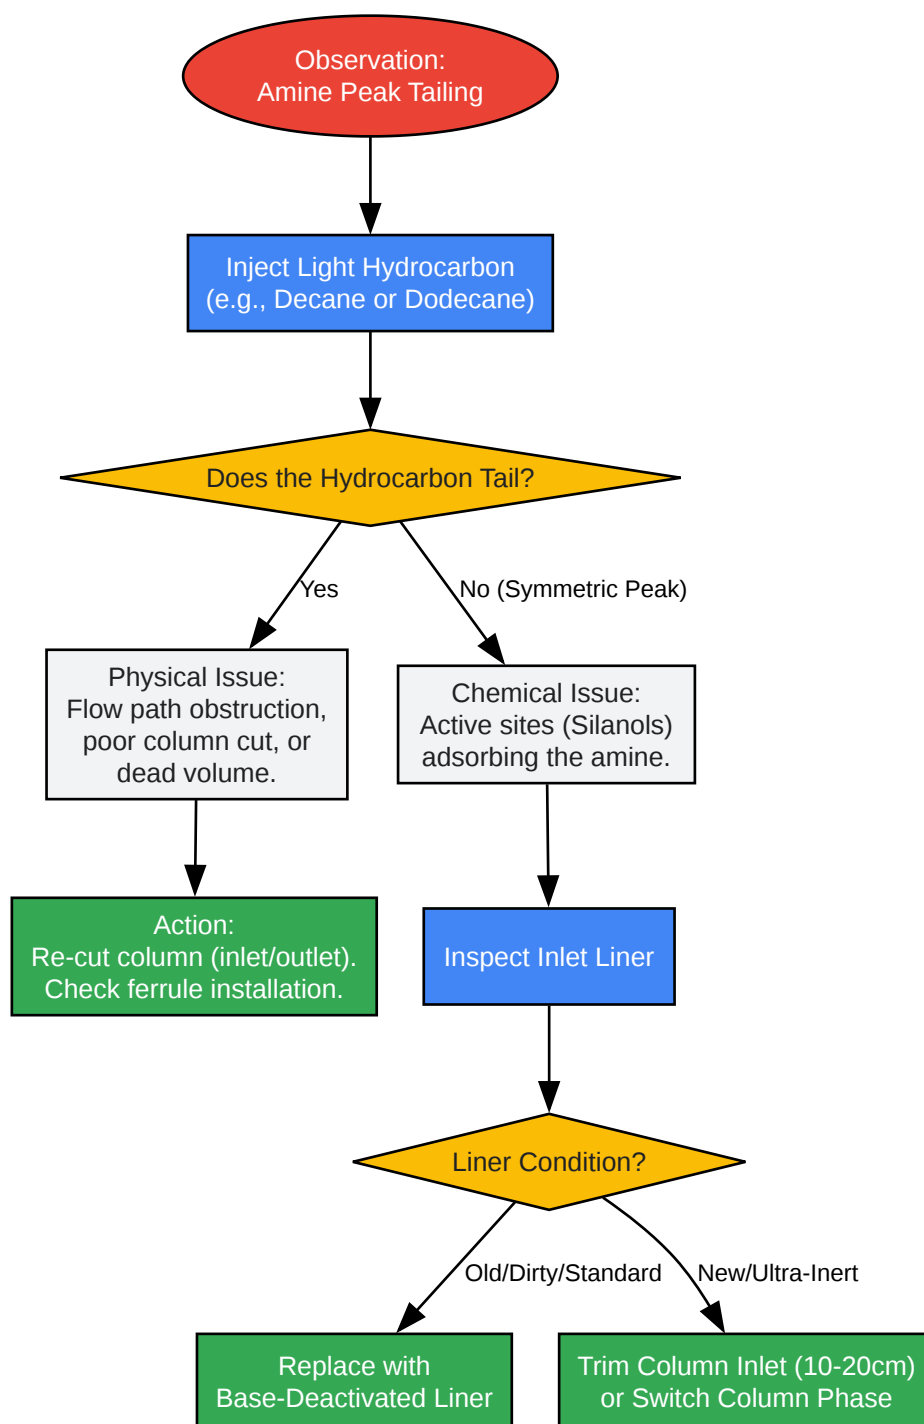 Observation:
Amine Peak Tailing
Inject Light Hydrocarbon
(e.g., Decane or Dodecane)
Does the Hydrocarbon Tail?
Yes
No (Symmetric Peak)
Physical Issue:
Flow path obstruction,
poor column cut, or
dead volume.
Chemical Issue:
Active sites (Silanols)
adsorbing the amine.
Action:
Re-cut column (inlet/outlet).
Check ferrule installation.
Inspect Inlet Liner
Liner Condition?
Old/Dirty/Standard
New/Ultra-Inert
Replace with
Base-Deactivated Liner
Trim Column Inlet (10-20cm)
or Switch Column Phase